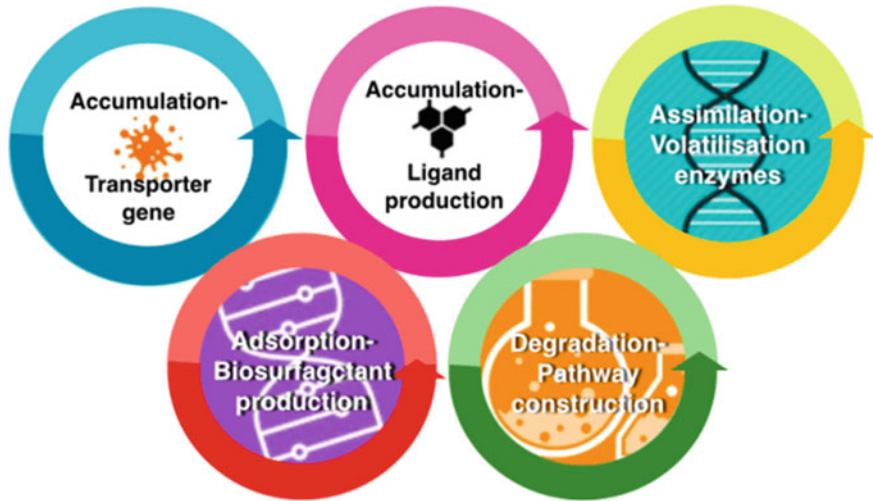 Accumulation-
Transporter
gene
Accumulation-
Ligand
production
Assimilation-
Volatilisation
enzymes
Adsorption-
Biosurfagctant
production
Degradation-
Pathway
construction